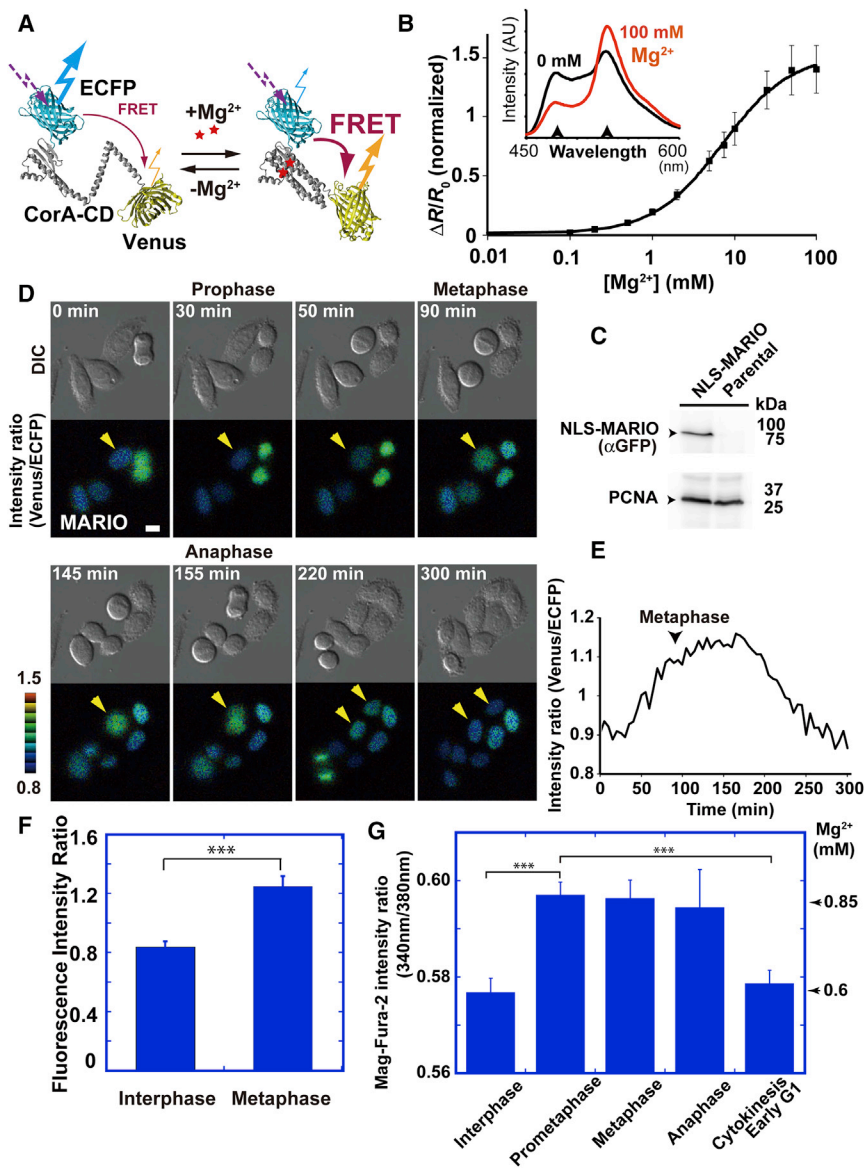 A
ECFP
FRET
+Mg²⁺
-Mg²⁺
FRET
CorA-CD
Venus
B
ΔR/R₀ (normalized)
1.5
1.0
0.5
0
0.01
0.1
1
10
100
[Mg²⁺] (mM)
Intensity (AU)
0 mM
100 mM
Mg²⁺
450
Wavelength
600
(nm)
D
Prophase
Metaphase
DIC
0 min
30 min
50 min
90 min
Intensity ratio
(Venus/ECFP)
MARIO
Anaphase
145 min
155 min
220 min
300 min
1.5
0.8
C
NLS-MARIO
Parental
kDa
NLS-MARIO
(αGFP)
100
75
PCNA
37
25
E
Intensity ratio (Venus/ECFP)
1.2
1.1
1
0.9
0.8
Metaphase
0
50
100
150
200
250
300
Time (min)
F
Fluorescence Intensity Ratio
1.6
1.2
0.8
0.4
0
***
Interphase
Metaphase
G
Mag-Fura-2 intensity ratio
(340nm/380nm)
0.60
0.58
0.56
***
***
Mg²⁺
(mM)
0.85
0.6
Interphase
Prometaphase
Metaphase
Anaphase
Cytokinesis
Early G1